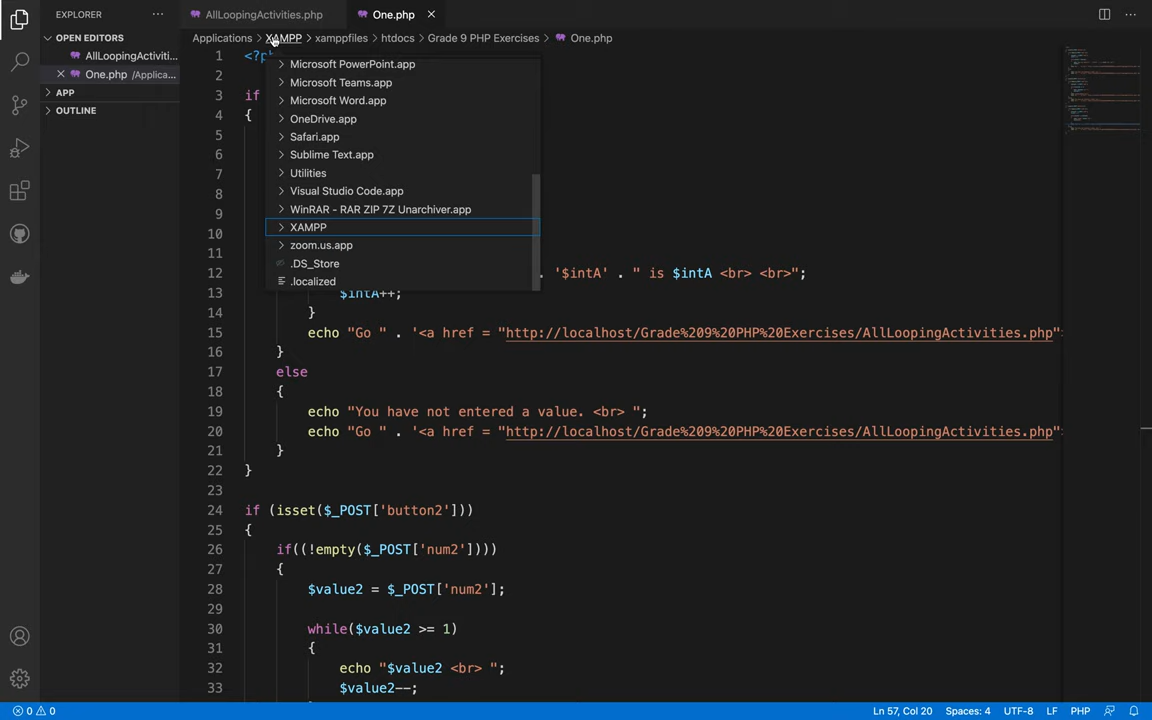 EXPLORER
OPEN EDITORS
AllLoopingActiviti...
One.php /Applica...
APP
OUTLINE
AllLoopingActivities.php
One.php
Applications > XAMPP > xamppfiles > htdocs > Grade 9 PHP Exercises > One.php
Microsoft PowerPoint.app
Microsoft Teams.app
Microsoft Word.app
OneDrive.app
Safari.app
Sublime Text.app
Utilities
Visual Studio Code.app
WinRAR - RAR ZIP 7Z Unarchiver.app
XAMPP
zoom.us.app
.DS_Store
.localized
1 <?p
2
3 if
4 {
5
6
7
8
9
10
11
12 . '$intA' . " is $intA <br> <br>";
13 $intA++;
14 }
15 echo "Go " . '<a href = "http://localhost/Grade%209%20PHP%20Exercises/AllLoopingActivities.php"
16 }
17 else
18 {
19 echo "You have not entered a value. <br> ";
20 echo "Go " . '<a href = "http://localhost/Grade%209%20PHP%20Exercises/AllLoopingActivities.php"
21 }
22 }
23
24 if (isset($_POST['button2']))
25 {
26 if((!empty($_POST['num2'])))
27 {
28 $value2 = $_POST['num2'];
29
30 while($value2 >= 1)
31 {
32 echo "$value2 <br> ";
33 $value2--;
0 0 Ln 57, Col 20 Spaces: 4 UTF-8 LF PHP